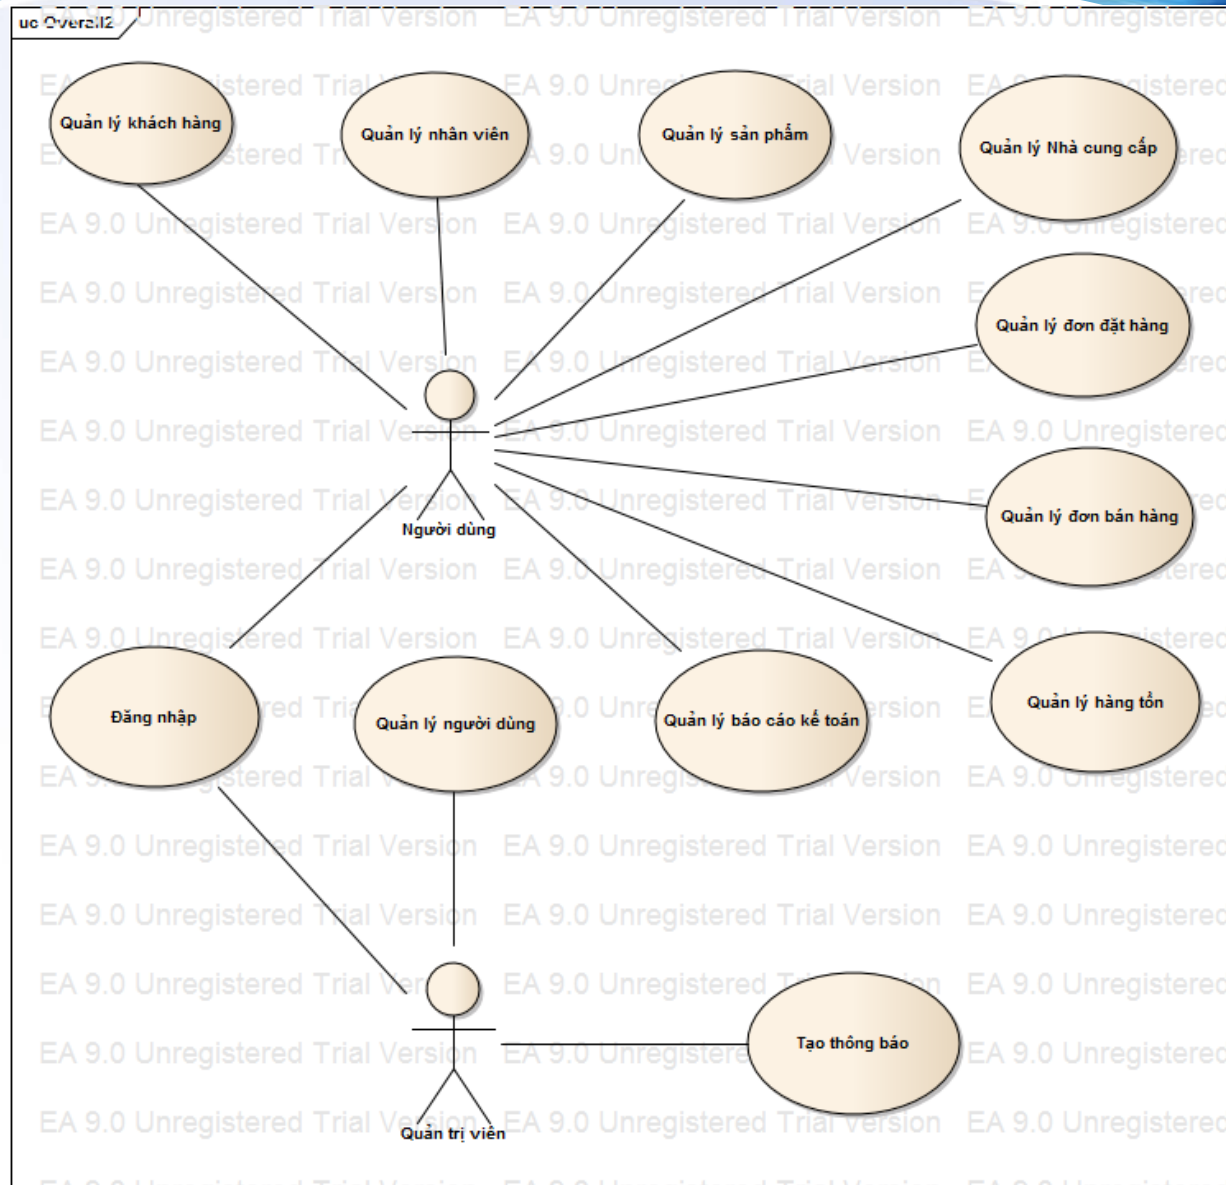 uc Overall2
Quản lý khách hàng
Quản lý nhân viên
Quản lý sản phẩm
Quản lý Nhà cung cấp
Quản lý đơn đặt hàng
Quản lý đơn bán hàng
Người dùng
Đăng nhập
Quản lý người dùng
Quản lý báo cáo kế toán
Quản lý hàng tồn
Tạo thông báo
Quản trị viên
EA 9.0 Unregistered Trial Version